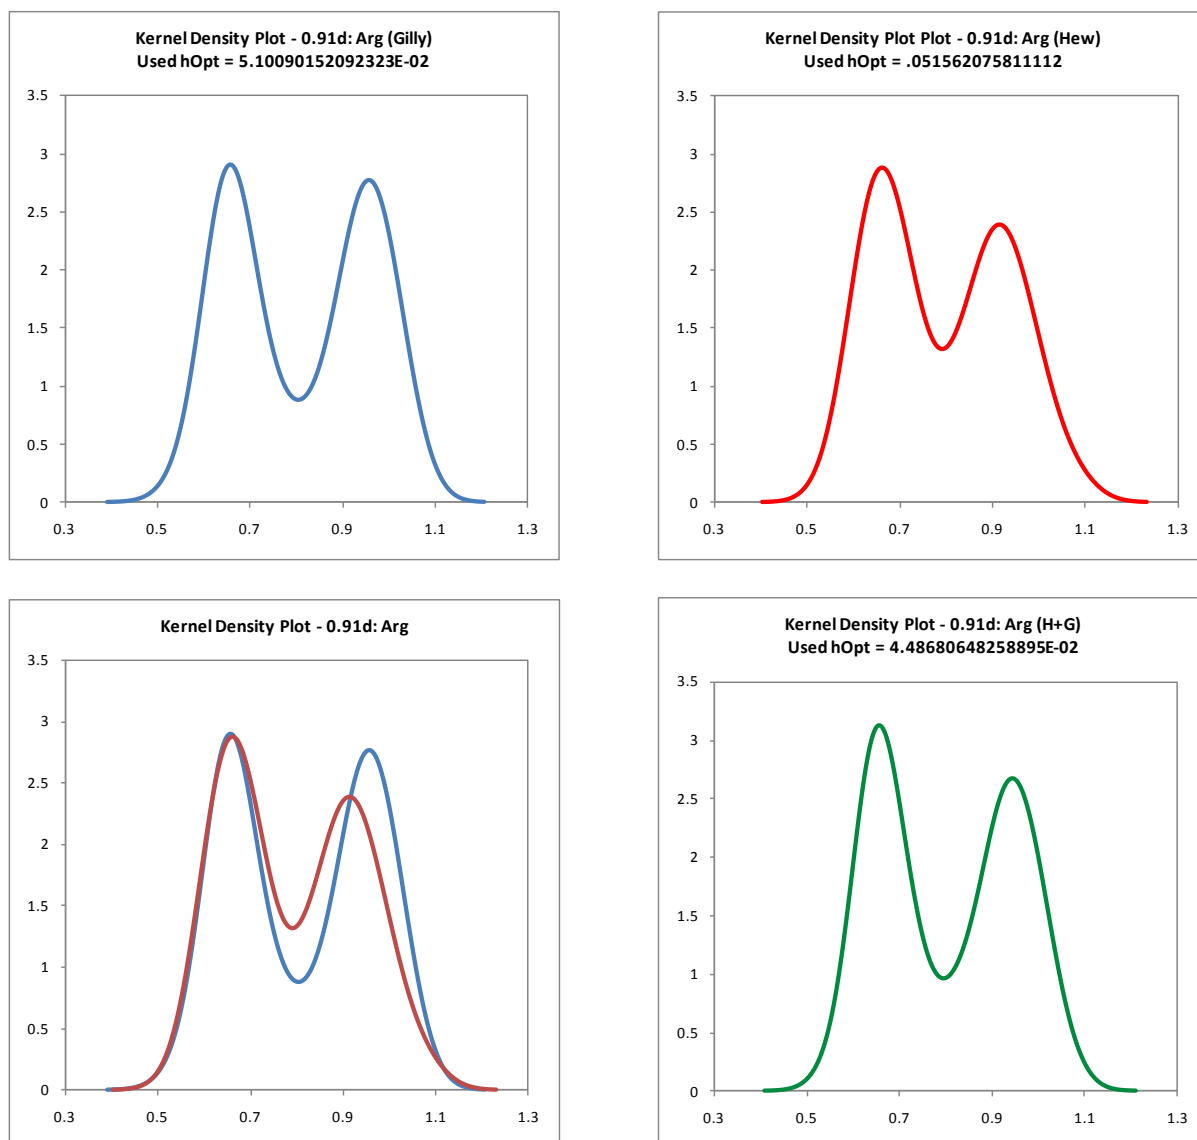 Kernel Density Plot - 0.91d: Arg (Gilly)
Used hOpt = 5.10090152092323E-02
3.5
3
2.5
2
1.5
1
0.5
0
0.3 0.5 0.7 0.9 1.1 1.3
Kernel Density Plot Plot - 0.91d: Arg (Hew)
Used hOpt = .051562075811112
3.5
3
2.5
2
1.5
1
0.5
0
0.3 0.5 0.7 0.9 1.1 1.3
Kernel Density Plot - 0.91d: Arg
3.5
3
2.5
2
1.5
1
0.5
0
0.3 0.5 0.7 0.9 1.1 1.3
Kernel Density Plot - 0.91d: Arg (H+G)
Used hOpt = 4.48680648258895E-02
3.5
3
2.5
2
1.5
1
0.5
0
0.3 0.5 0.7 0.9 1.1 1.3